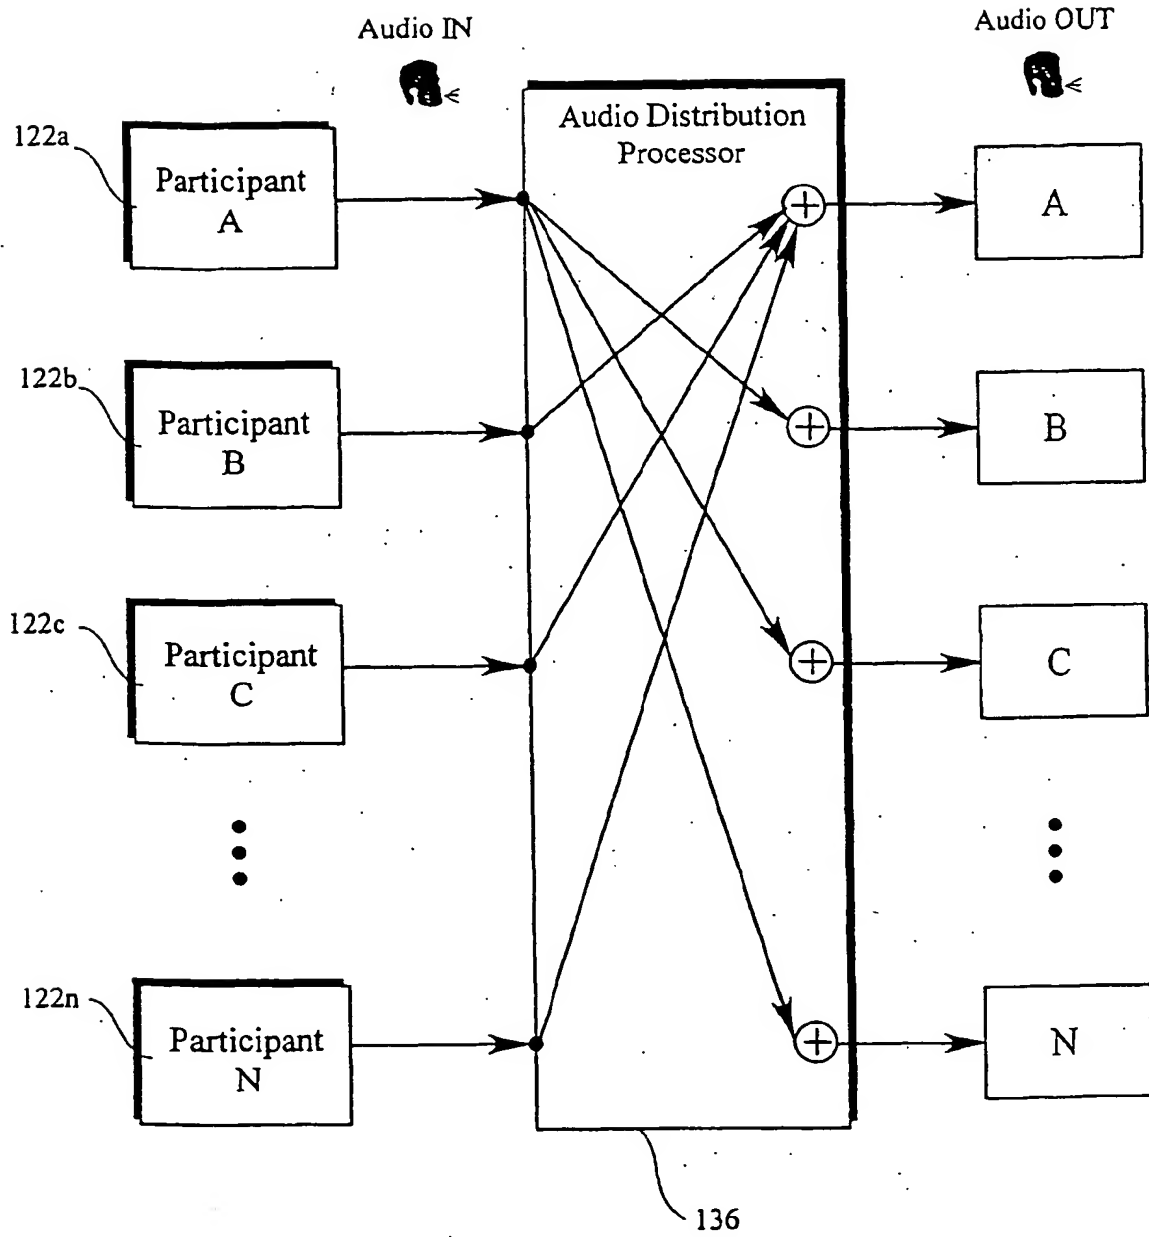 Audio IN
Audio OUT
Audio Distribution
Processor
122a
Participant
A
+
A
122b
Participant
B
+
B
122c
Participant
C
+
C
122n
Participant
N
+
N
136